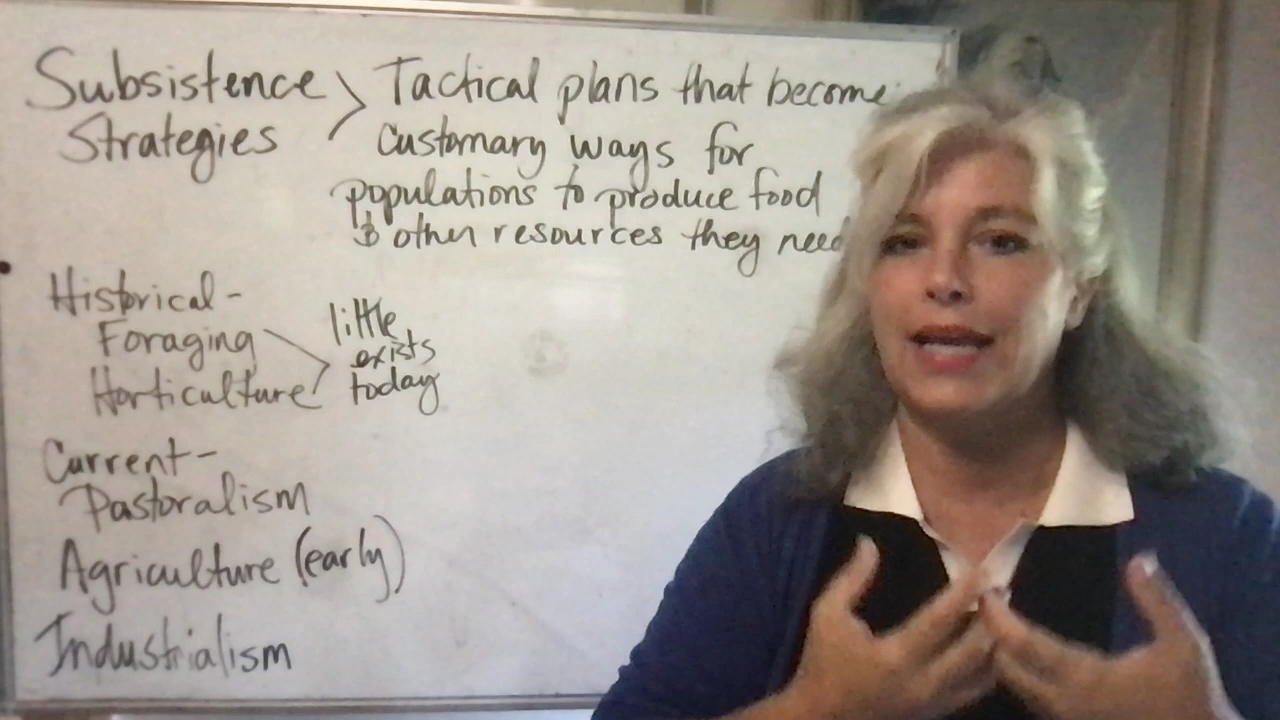 Subsistence > Tactical plans that become
Strategies customary ways for
populations to produce food
& other resources they need
Historical -
Foraging
Horticulture
little
exists
today
Current -
Pastoralism
Agriculture (early)
Industrialism